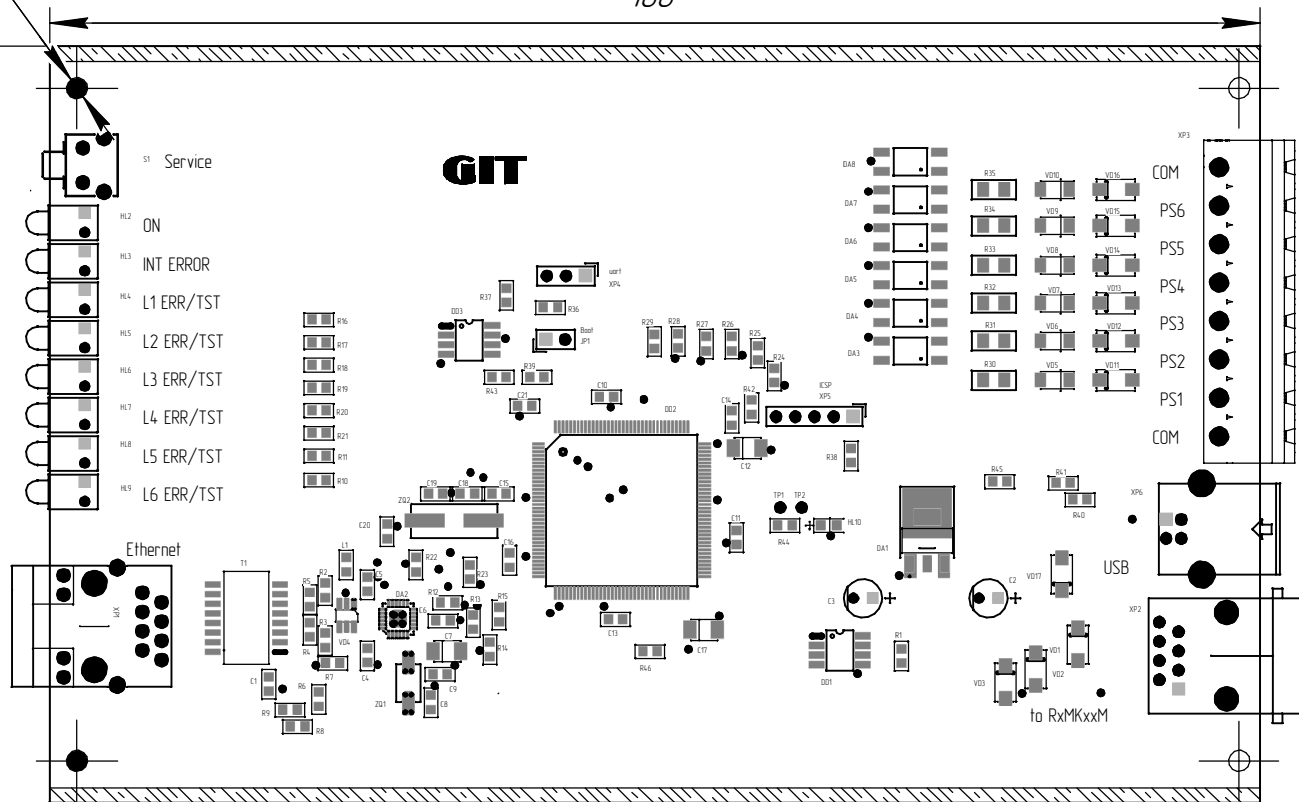 XP3
S1 Service
GIT
DA8
COM
R35 VD10 VD16
DA7
PS6
HL2 ON
R34 VD9 VD15
DA6
PS5
HL3 INT ERROR
R33 VD8 VD14
uart
XP4
DA5
PS4
HL4 L1 ERR/TST
R37
R36
R32 VD7 VD13
DD3
DA4
PS3
R16
Boot
JP1
R29 R28 R27 R26 R25
HL5 L2 ERR/TST
R17
R31 VD6 VD12
DA3
PS2
R24
HL6 L3 ERR/TST
R18
R43 R39
R30 VD5 VD11
R19
C10
ICSP
XP5
PS1
HL7 L4 ERR/TST
R20
C21
DD2
C14 R42
R21
COM
HL8 L5 ERR/TST
R11
C12
R38
HL9 L6 ERR/TST
R10
C19 C18 C15
R45 R41
XP6
ZQ2
TP1 TP2
R40
C20
C11
R44 HL10
DA1
Ethernet
L1
R22
C16
T1
R23
USB
R5 R2 C5
DA2
VD17
XP1
C6 R12 R13 R15
C3
C2
XP2
R4 R3
VD4
C13
C17
R7 C4
C7
R14
R46
DD1
R1
VD1
VD2
VD3
C1
R6
ZQ1
C9
C8
R9
R8
to RxMKxxM